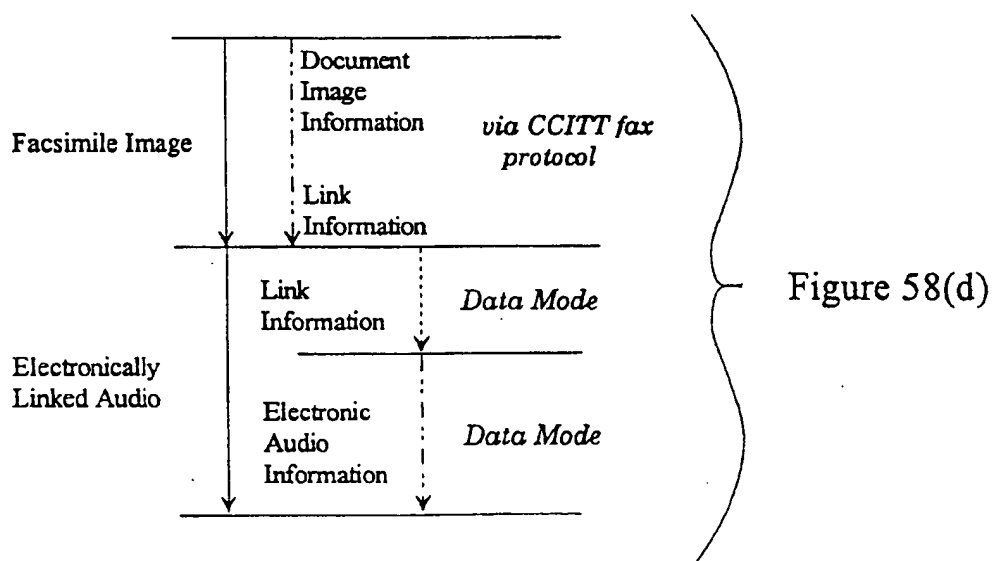 Document
Image
Information
Facsimile Image
via CCITT fax
protocol
Link
Information
Link
Information
Data Mode
Figure 58(d)
Electronically
Linked Audio
Electronic
Audio
Information
Data Mode